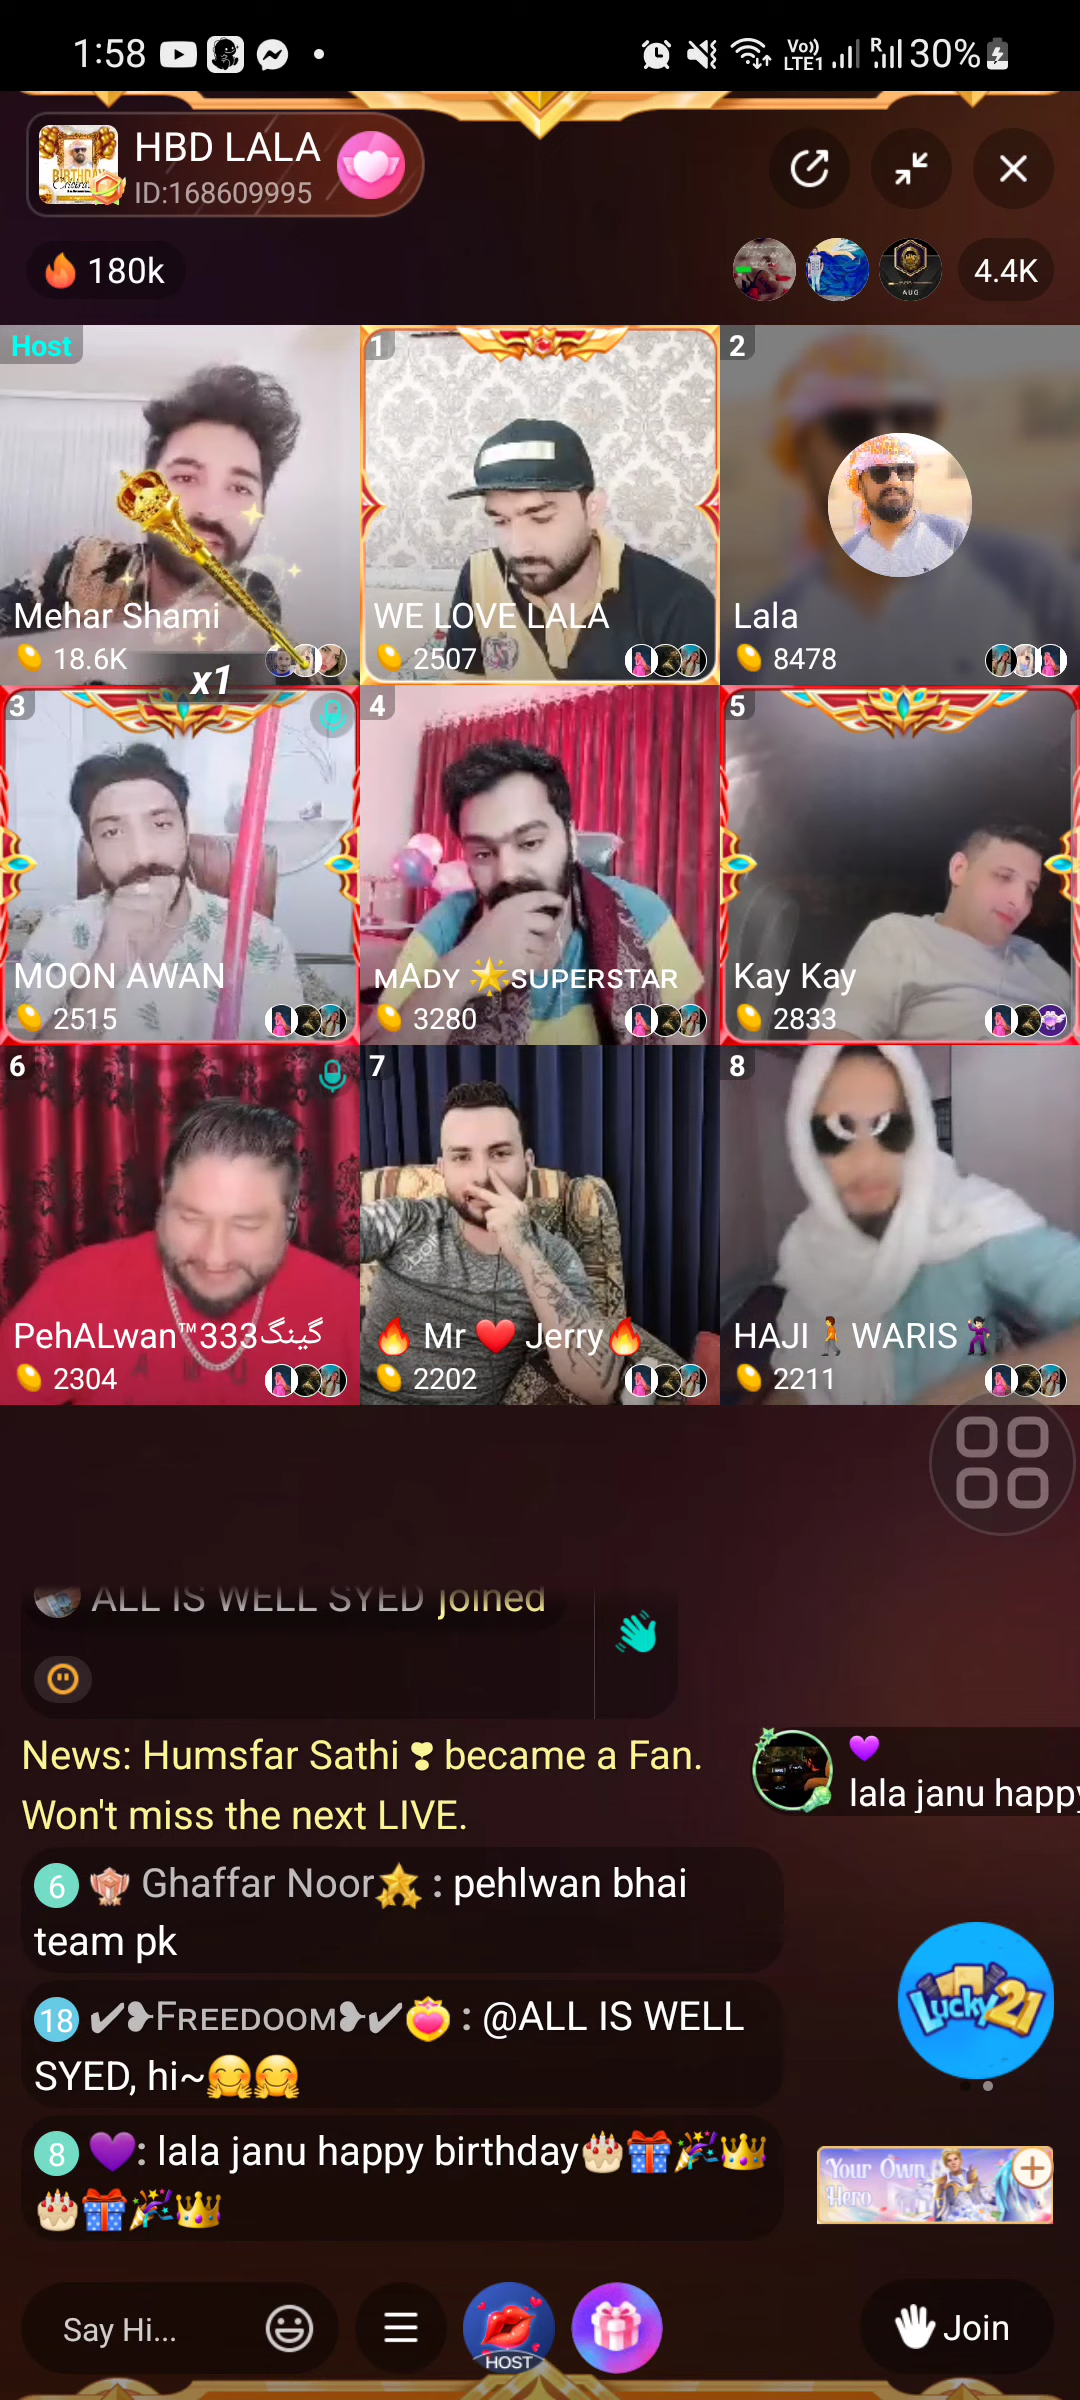 1:58
Vo))
LTE1
R
30%
HBD LALA
ID:168609995
180k
AUG
4.4K
Host
Mehar Shami
18.6K
x1
1
WE LOVE LALA
2507
2
Lala
8478
3
MOON AWAN
2515
4
mADY 🌟SUPERSTAR
3280
5
Kay Kay
2833
6
PehALwan™333گینگ
2304
7
🔥 Mr ❤️ Jerry🔥
2202
8
HAJI 🚶 WARIS 🕺
2211
ALL IS WELL SYED joined
News: Humsfar Sathi ❣ became a Fan.
Won't miss the next LIVE.
💜
lala janu happy
6 Ghaffar Noor : pehlwan bhai
team pk
18 ✔❥FREEDOOM❥✔ : @ALL IS WELL
SYED, hi~🤗🤗
8 💜: lala janu happy birthday🎂🎁🎉👑
🎂🎁🎉👑
Lucky21
Your Own
Hero
Say Hi...
HOST
Join